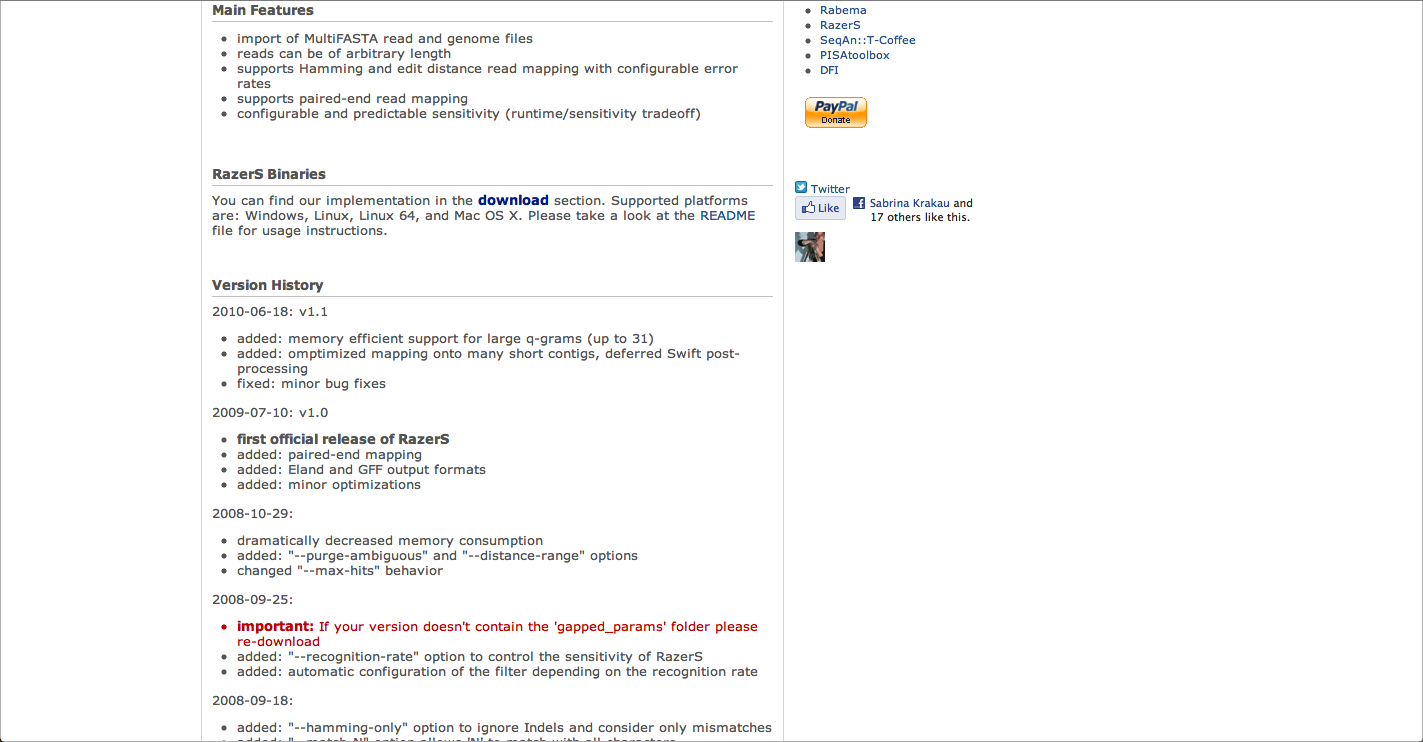 Main Features
import of MultiFASTA read and genome files
reads can be of arbitrary length
supports Hamming and edit distance read mapping with configurable error
rates
supports paired-end read mapping
configurable and predictable sensitivity (runtime/sensitivity tradeoff)
RazerS Binaries
You can find our implementation in the download section. Supported platforms
are: Windows, Linux, Linux 64, and Mac OS X. Please take a look at the README
file for usage instructions.
Version History
2010-06-18: v1.1
added: memory efficient support for large q-grams (up to 31)
added: omptimized mapping onto many short contigs, deferred Swift post-
processing
fixed: minor bug fixes
2009-07-10: v1.0
first official release of RazerS
added: paired-end mapping
added: Eland and GFF output formats
added: minor optimizations
2008-10-29:
dramatically decreased memory consumption
added: "--purge-ambiguous" and "--distance-range" options
changed "--max-hits" behavior
2008-09-25:
important: If your version doesn't contain the 'gapped_params' folder please
re-download
added: "--recognition-rate" option to control the sensitivity of RazerS
added: automatic configuration of the filter depending on the recognition rate
2008-09-18:
added: "--hamming-only" option to ignore Indels and consider only mismatches
added: "--match-N" option allows 'N' to match with all characters
Rabema
RazerS
SeqAn::T-Coffee
PISAtoolbox
DFI
PayPal
Donate
Twitter
Like
Sabrina Krakau and
17 others like this.